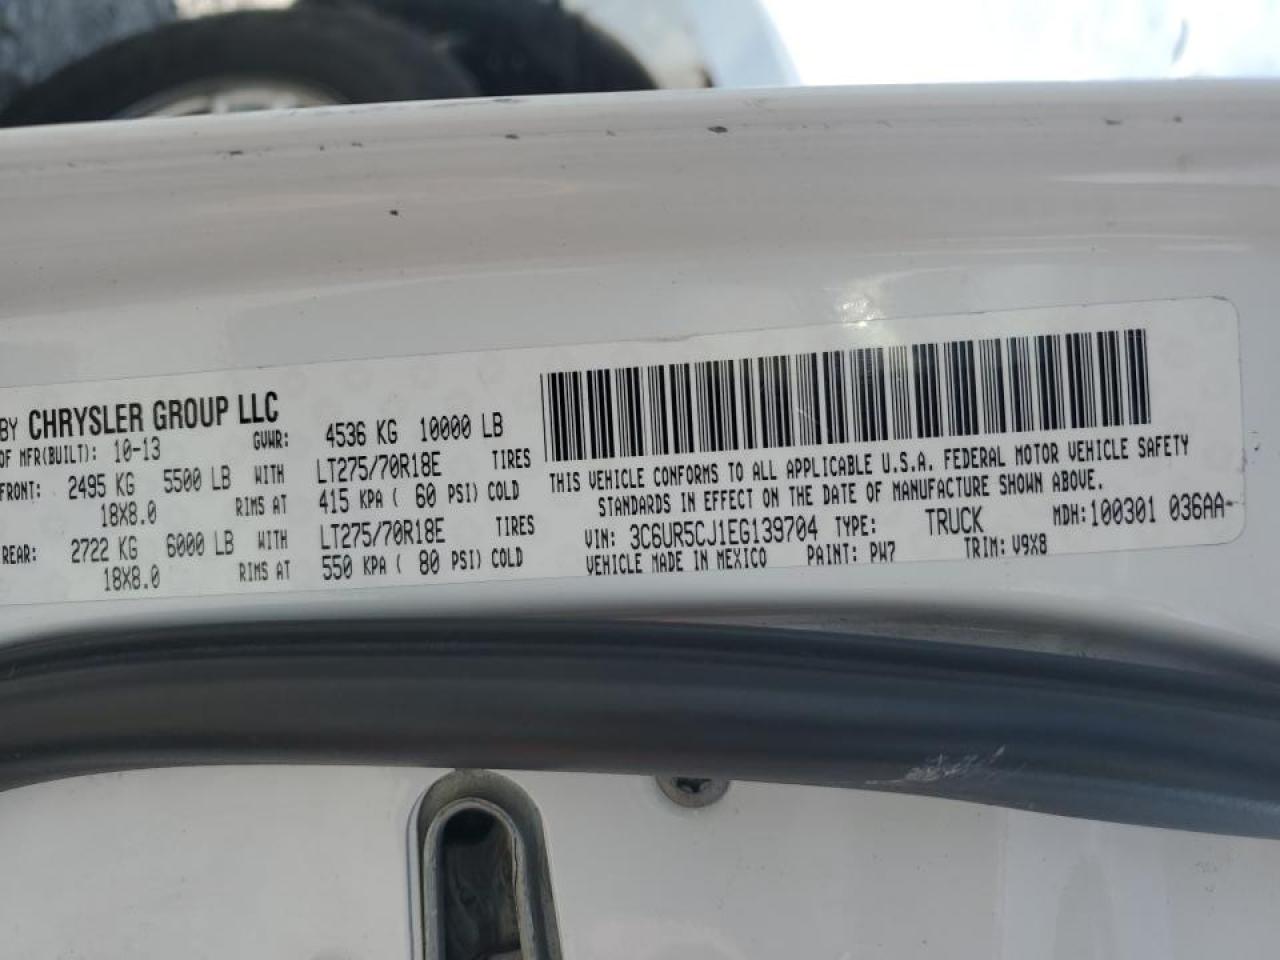 BY CHRYSLER GROUP LLC
OF MFR(BUILT): 10-13 GVWR: 4536 KG 10000 LB
FRONT: 2495 KG 5500 LB WITH LT275/70R18E TIRES
18X8.0 RIMS AT 415 KPA ( 60 PSI) COLD
REAR: 2722 KG 6000 LB WITH LT275/70R18E TIRES
18X8.0 RIMS AT 550 KPA ( 80 PSI) COLD
THIS VEHICLE CONFORMS TO ALL APPLICABLE U.S.A. FEDERAL MOTOR VEHICLE SAFETY
STANDARDS IN EFFECT ON THE DATE OF MANUFACTURE SHOWN ABOVE.
VIN: 3C6UR5CJ1EG139704 TYPE: TRUCK MDH:100301 036AA-
VEHICLE MADE IN MEXICO PAINT: PW7 TRIM: V9X8